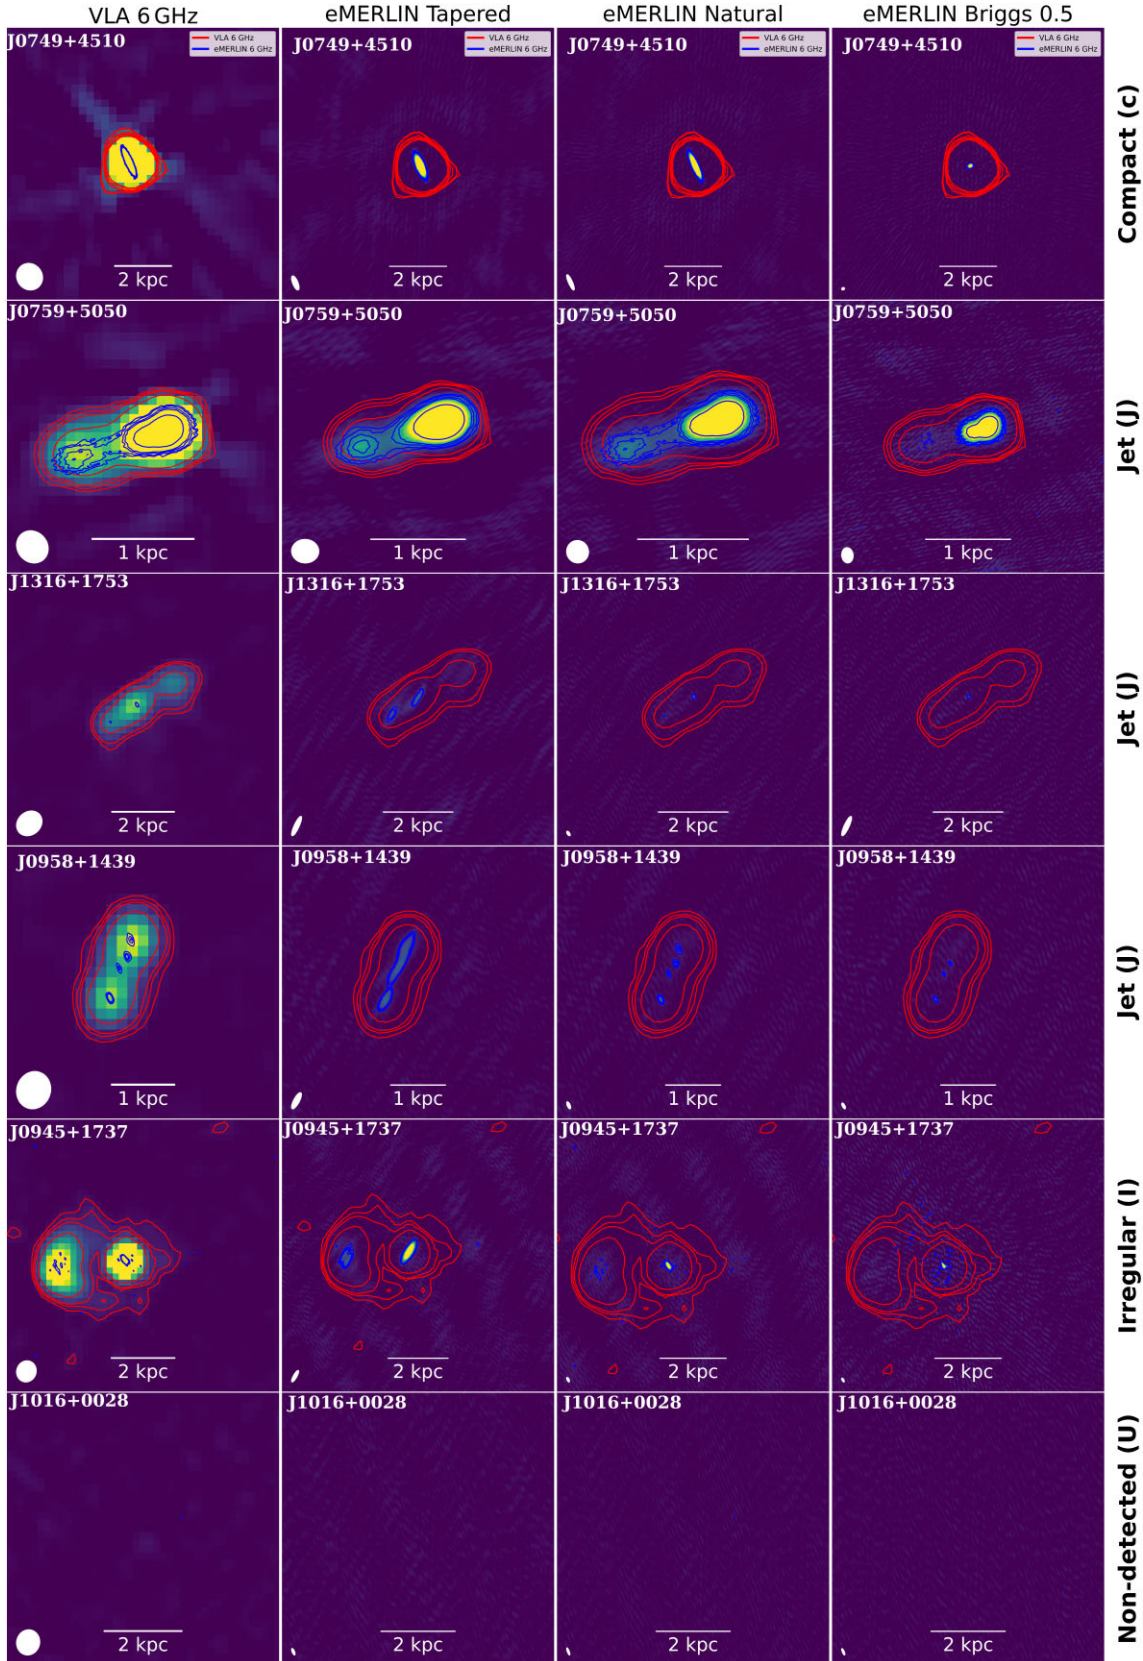 VLA 6 GHz
eMERLIN Tapered
eMERLIN Natural
eMERLIN Briggs 0.5
J0749+4510
VLA 6 GHz
eMERLIN 6 GHz
2 kpc
J0749+4510
VLA 6 GHz
eMERLIN 6 GHz
2 kpc
J0749+4510
VLA 6 GHz
eMERLIN 6 GHz
2 kpc
J0749+4510
VLA 6 GHz
eMERLIN 6 GHz
2 kpc
Compact (c)
J0759+5050
1 kpc
J0759+5050
1 kpc
J0759+5050
1 kpc
J0759+5050
1 kpc
Jet (J)
J1316+1753
2 kpc
J1316+1753
2 kpc
J1316+1753
2 kpc
J1316+1753
2 kpc
Jet (J)
J0958+1439
1 kpc
J0958+1439
1 kpc
J0958+1439
1 kpc
J0958+1439
1 kpc
Jet (J)
J0945+1737
2 kpc
J0945+1737
2 kpc
J0945+1737
2 kpc
J0945+1737
2 kpc
Irregular (I)
J1016+0028
2 kpc
J1016+0028
2 kpc
J1016+0028
2 kpc
J1016+0028
2 kpc
Non-detected (U)